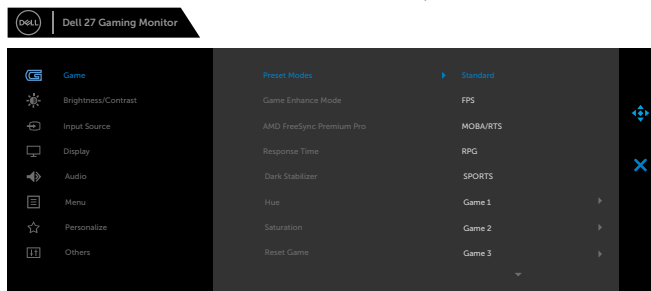 DELL
Dell 27 Gaming Monitor
Game
Preset Modes
Standard
Brightness/Contrast
Game Enhance Mode
FPS
Input Source
AMD FreeSync Premium Pro
MOBA/RTS
Display
Response Time
RPG
Audio
Dark Stabilizer
SPORTS
Menu
Hue
Game 1
Personalize
Saturation
Game 2
Others
Reset Game
Game 3